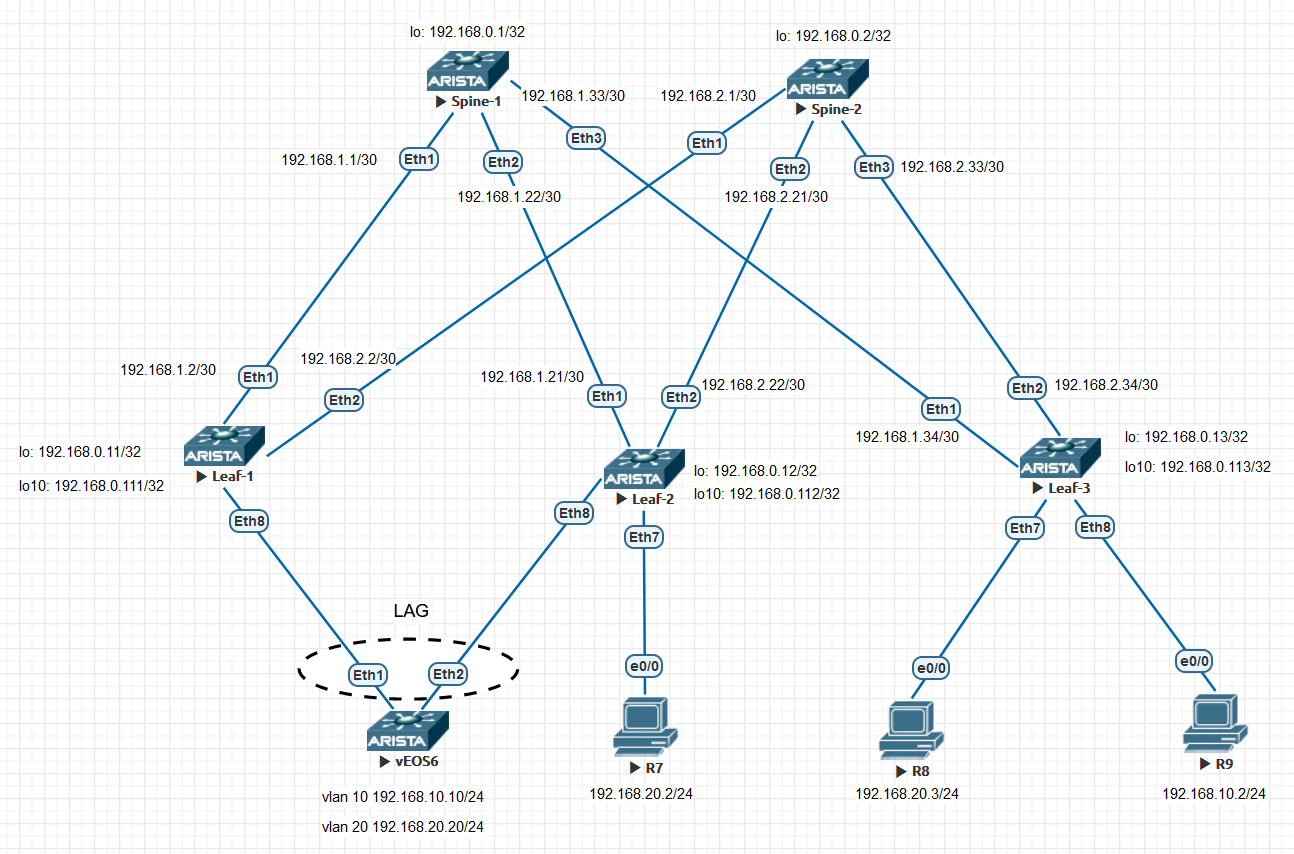 lo: 192.168.0.1/32
lo: 192.168.0.2/32
ARISTA
Spine-1
ARISTA
Spine-2
192.168.1.33/30
192.168.2.1/30
Eth3
Eth1
192.168.1.1/30
Eth1
Eth2
Eth2
Eth3
192.168.2.33/30
192.168.1.22/30
192.168.2.21/30
192.168.1.2/30
Eth1
192.168.2.2/30
Eth2
192.168.1.21/30
Eth1
Eth2
192.168.2.22/30
Eth2
192.168.2.34/30
Eth1
192.168.1.34/30
lo: 192.168.0.11/32
lo10: 192.168.0.111/32
ARISTA
Leaf-1
ARISTA
Leaf-2
lo: 192.168.0.12/32
lo10: 192.168.0.112/32
ARISTA
Leaf-3
lo: 192.168.0.13/32
lo10: 192.168.0.113/32
Eth8
Eth8
Eth7
Eth7
Eth8
LAG
Eth1
Eth2
e0/0
e0/0
e0/0
ARISTA
vEOS6
R7
R8
R9
vlan 10 192.168.10.10/24
vlan 20 192.168.20.20/24
192.168.20.2/24
192.168.20.3/24
192.168.10.2/24